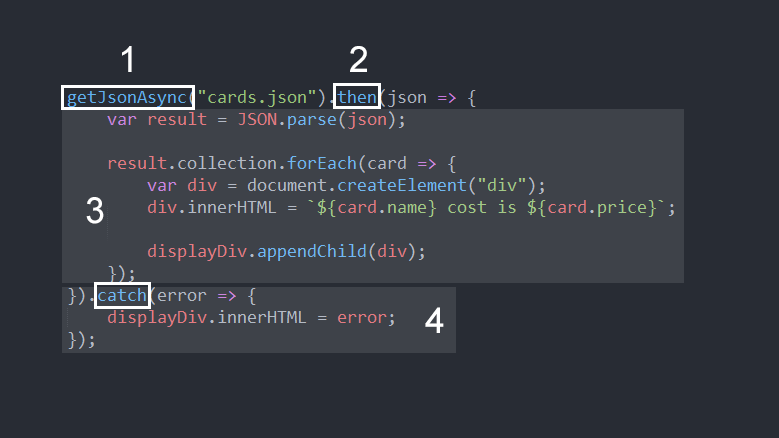 1 2
getJsonAsync("cards.json").then(json => {
    var result = JSON.parse(json);
    result.collection.forEach(card => {
        var div = document.createElement("div");
3       div.innerHTML = `${card.name} cost is ${card.price}`;
        displayDiv.appendChild(div);
    });
}).catch(error => {
    displayDiv.innerHTML = error; 4
});